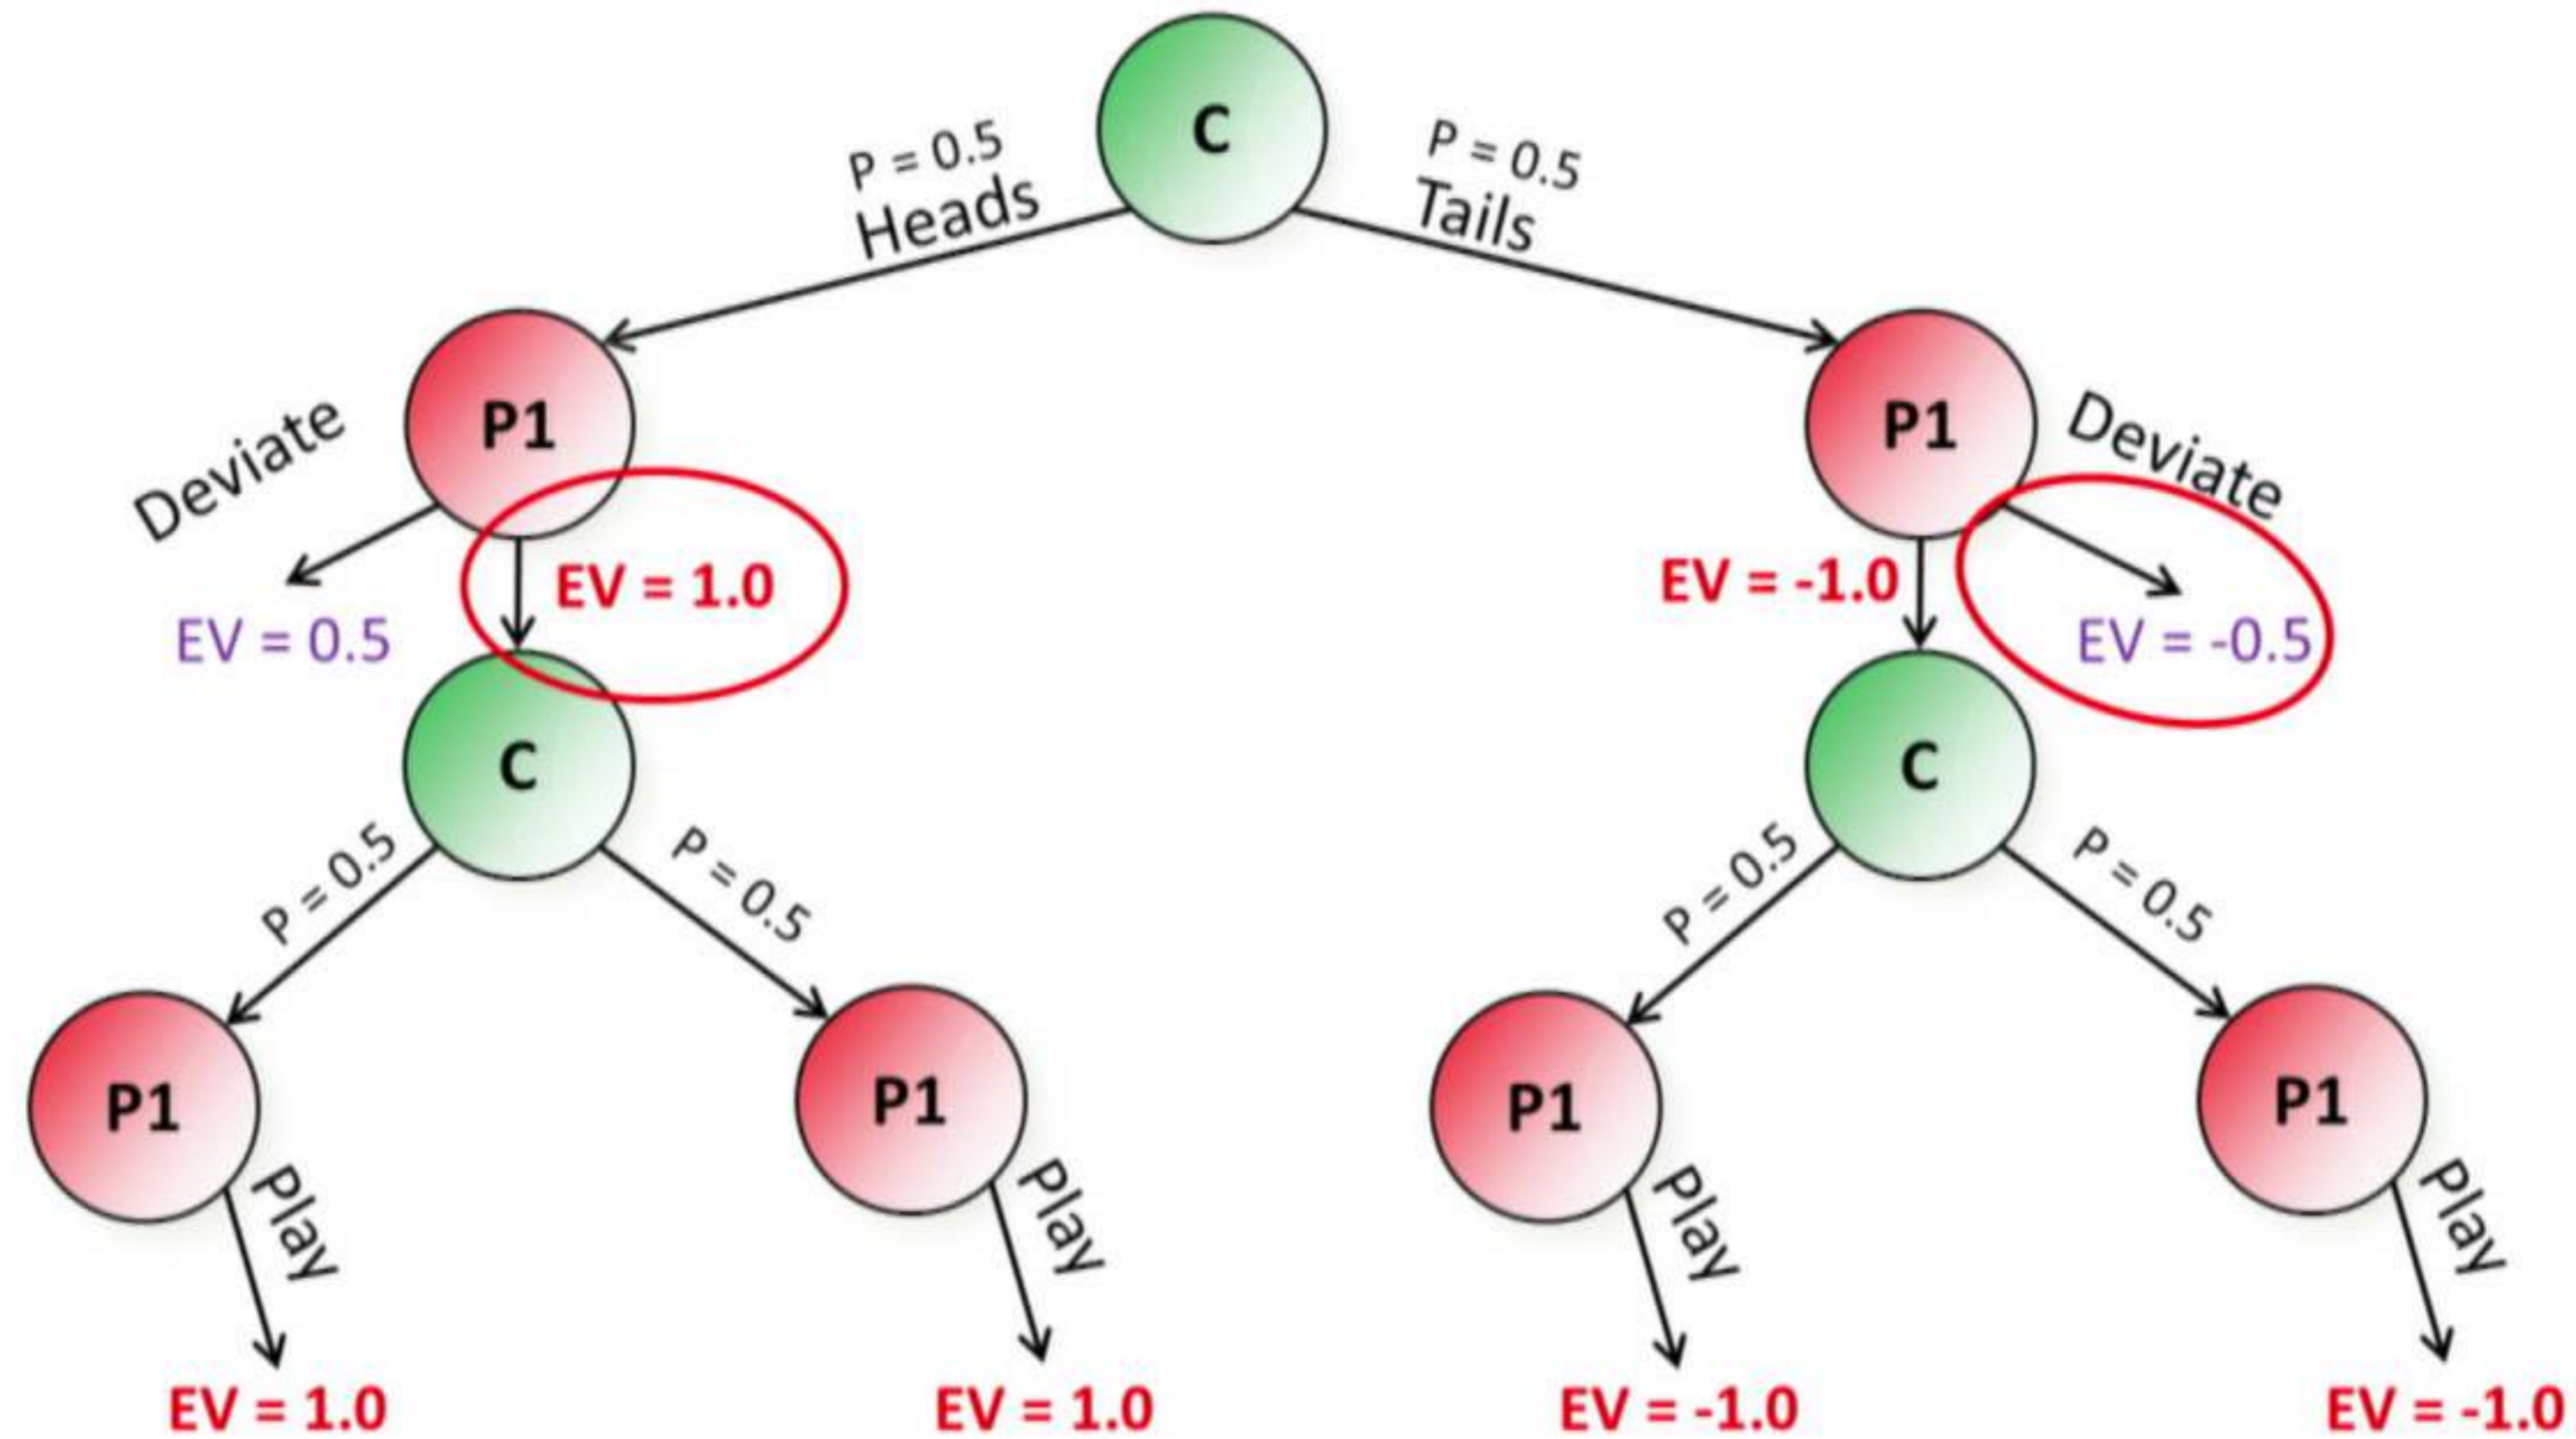 C
P = 0.5
Heads
P = 0.5
Tails
P1
P1
Deviate
Deviate
EV = 1.0
EV = -1.0
EV = 0.5
EV = -0.5
C
C
P = 0.5
P = 0.5
P = 0.5
P = 0.5
P1
P1
P1
P1
Play
Play
Play
Play
EV = 1.0
EV = 1.0
EV = -1.0
EV = -1.0